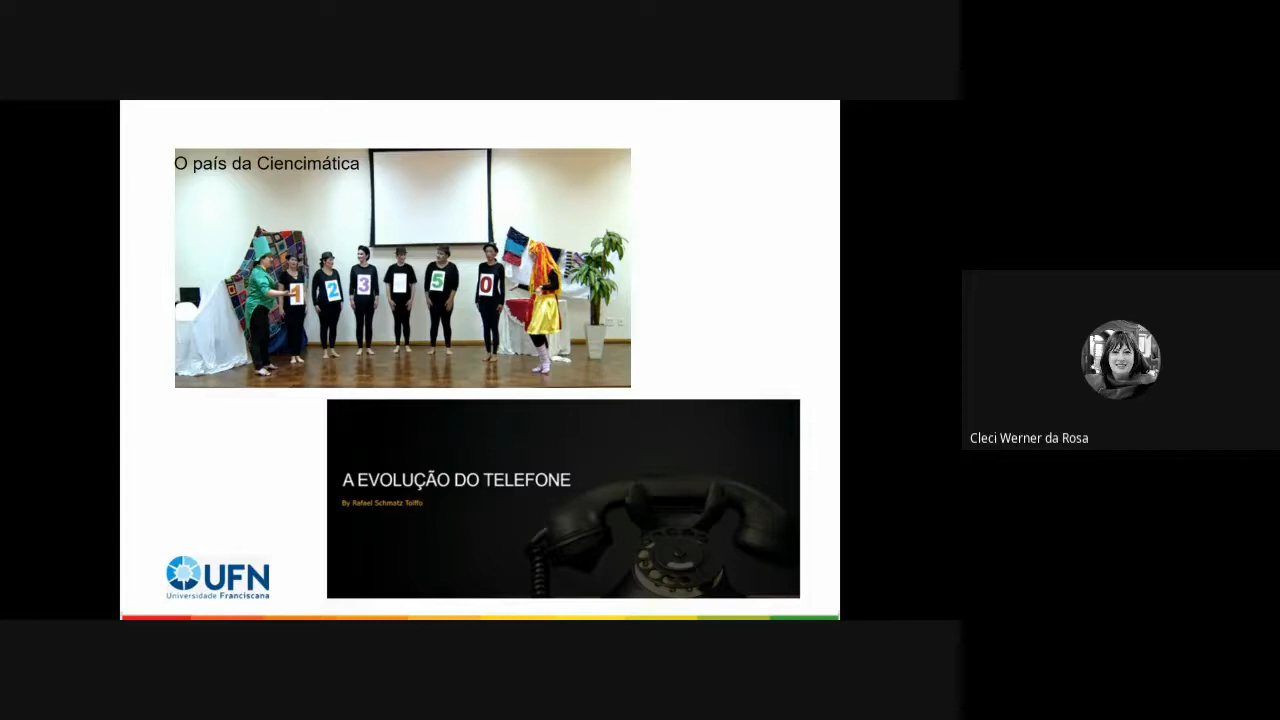 O país da Ciencimática
1 2 3 5 0
A EVOLUÇÃO DO TELEFONE
By Rafael Schmatz Tolffo
UFN
Universidade Franciscana
Cleci Werner da Rosa